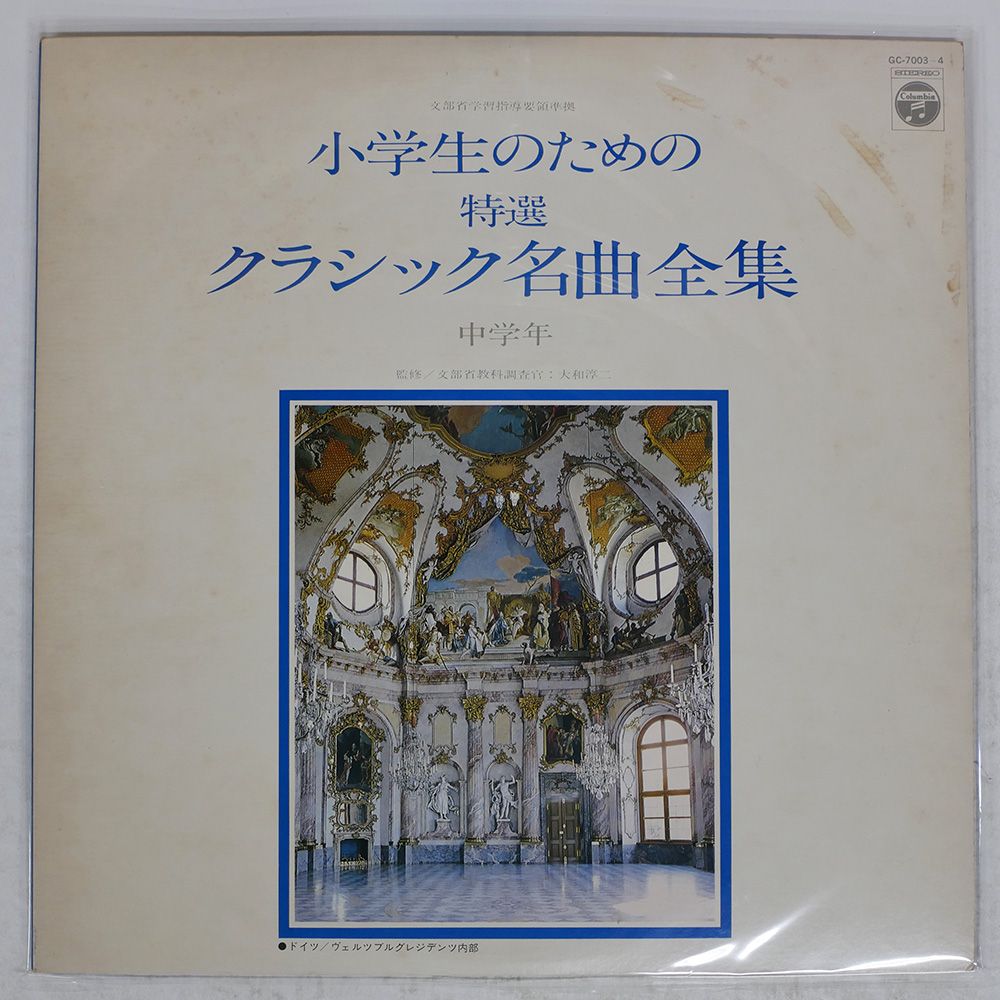 GC-7003-4
STEREO
Columbia
文部省学習指導要領準拠
小学生のための
特選
クラシック名曲全集
中学年
監修／文部省教科調査官：大和淳二
●ドイツ／ヴェルツブルグレジデンツ内部